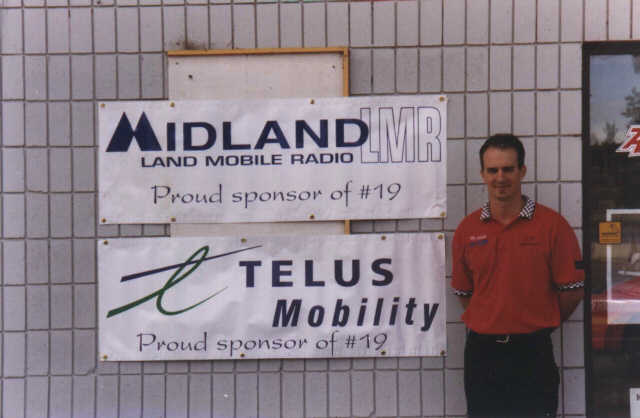 MIDLAND LMR
LAND MOBILE RADIO
Proud sponsor of #19
TELUS
Mobility
Proud sponsor of #19